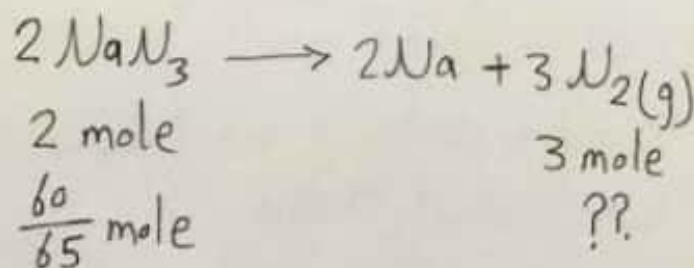 2 NaN₃ ⟶ 2Na + 3 N₂(g)
2 mole 3 mole
60/65 mole ??